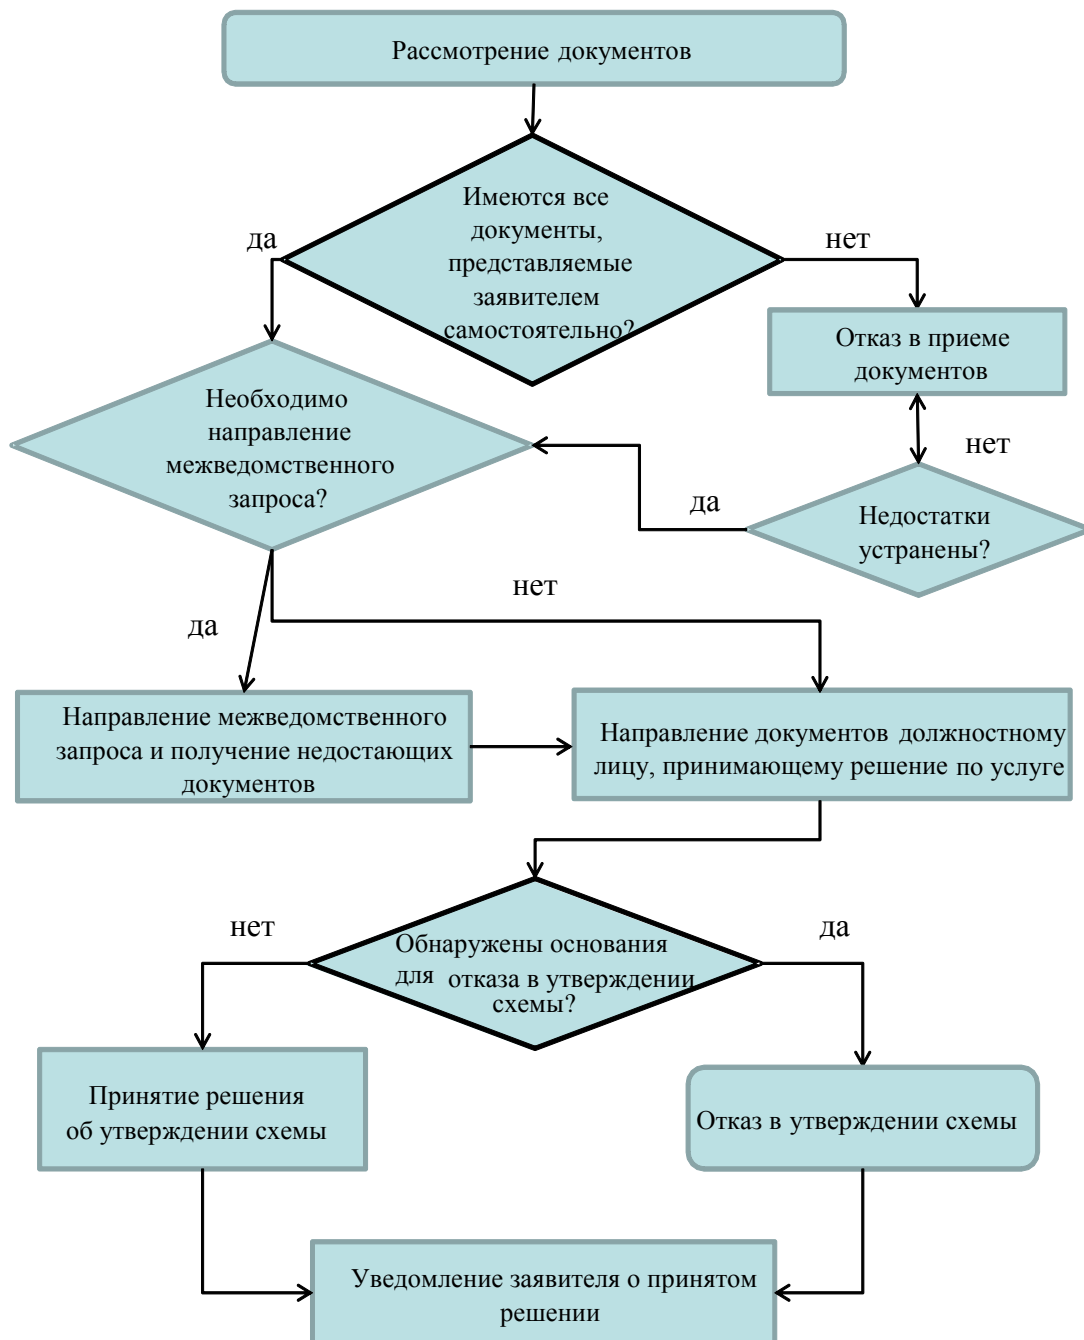 Рассмотрение документов
Имеются все
документы,
представляемые
заявителем
самостоятельно?
да
нет
Отказ в приеме
документов
Необходимо
направление
межведомственного
запроса?
нет
да
Недостатки
устранены?
нет
да
Направление межведомственного
запроса и получение недостающих
документов
Направление документов должностному
лицу, принимающему решение по услуге
нет
да
Обнаружены основания
для отказа в утверждении
схемы?
Принятие решения
об утверждении схемы
Отказ в утверждении схемы
Уведомление заявителя о принятом
решении